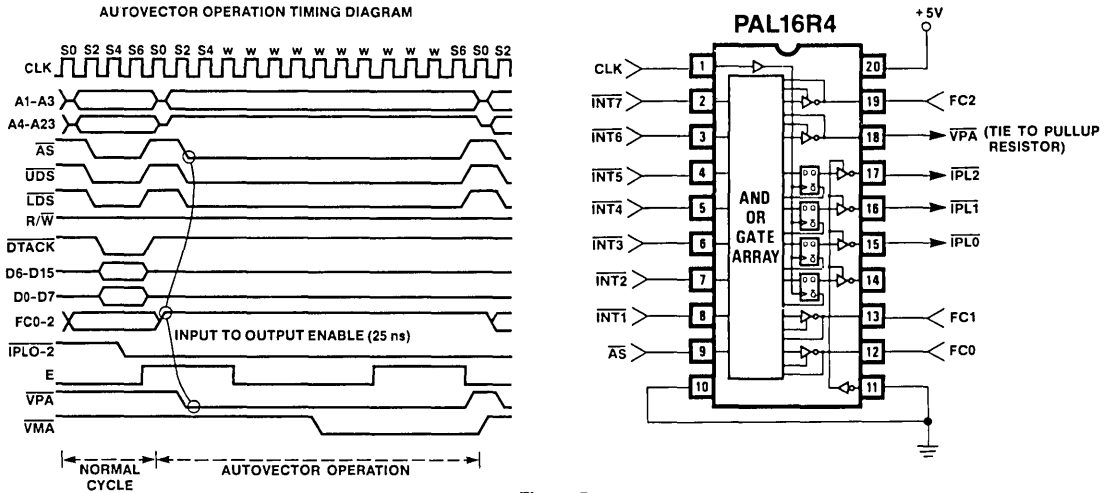 AUTOVECTOR OPERATION TIMING DIAGRAM
S0 S2 S4 S6 S0 S2 S4 w w w w w w w w w w S6 S0 S2
CLK
A1-A3
A4-A23
AS
UDS
LDS
R/W
DTACK
D6-D15
D0-D7
FC0-2
INPUT TO OUTPUT ENABLE (25 ns)
IPLO-2
E
VPA
VMA
NORMAL
CYCLE
AUTOVECTOR OPERATION
PAL16R4
+5V
CLK 1 20
INT7 2 19 FC2
INT6 3 18 VPA (TIE TO PULLUP
RESISTOR)
INT5 4 17 IPL2
INT4 5 16 IPL1
INT3 6 15 IPL0
INT2 7 14
INT1 8 13 FC1
AS 9 12 FC0
10 11
AND
OR
GATE
ARRAY